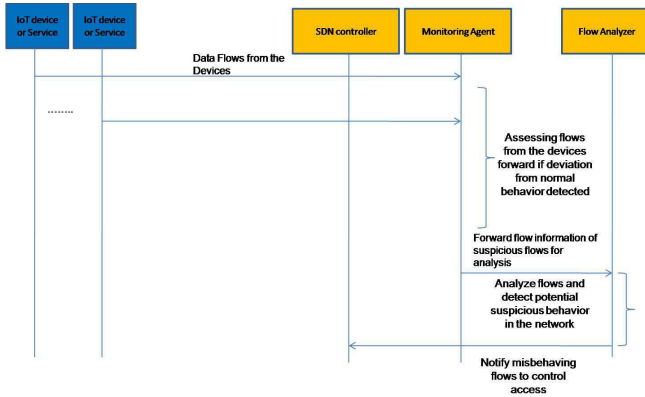 IoT device
or Service
IoT device
or Service
SDN controller
Monitoring Agent
Flow Analyzer
Data Flows from the
Devices
........
Assessing flows
from the devices
forward if deviation
from normal
behavior detected
Forward flow information of
suspicious flows for
analysis
Analyze flows and
detect potential
suspicious behavior
in the network
Notify misbehaving
flows to control
access